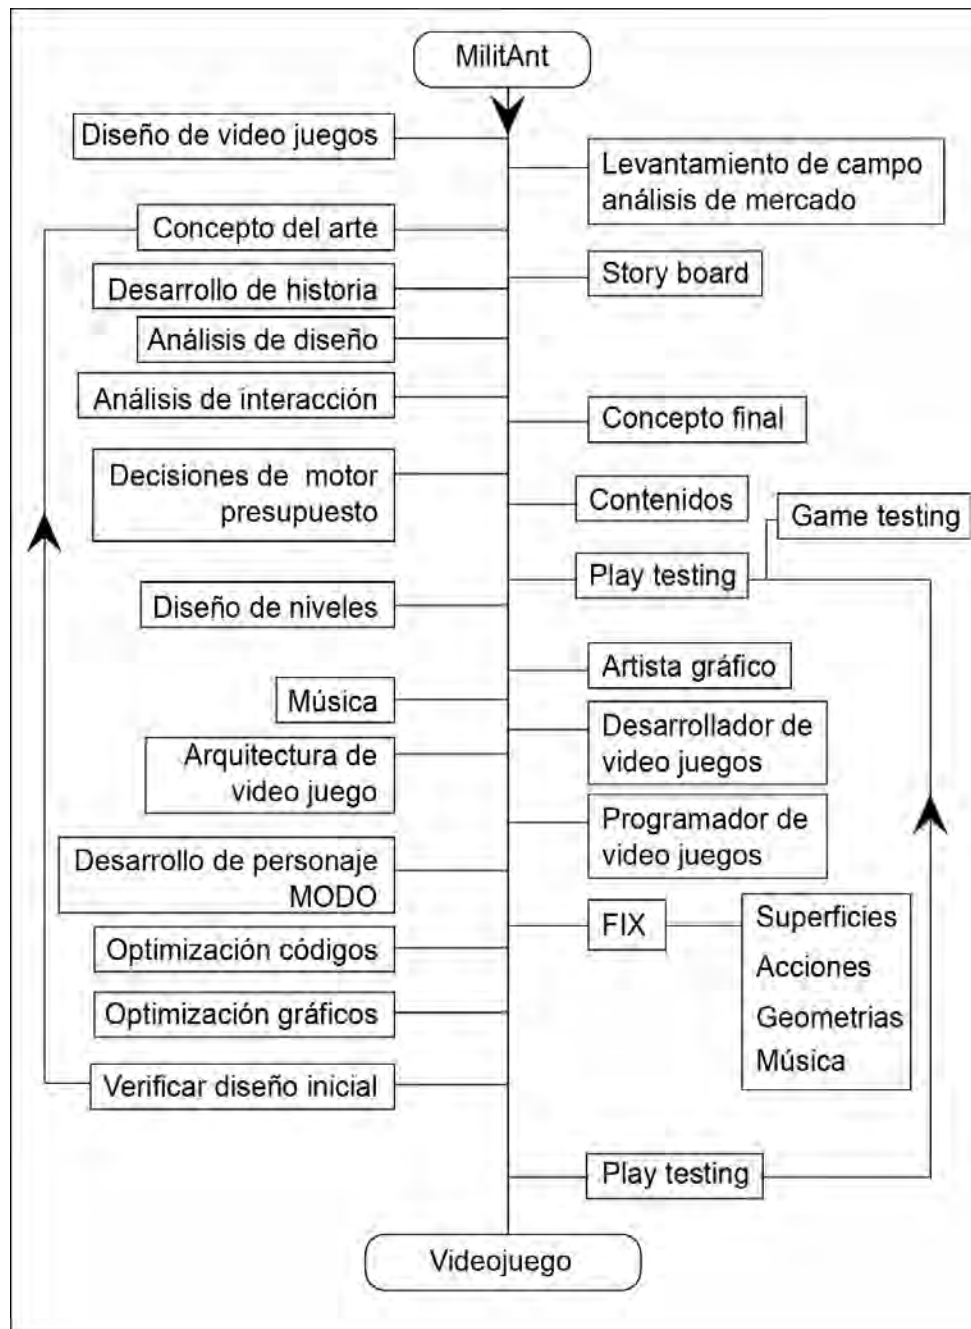 MilitAnt
Diseño de video juegos
Levantamiento de campo
análisis de mercado
Concepto del arte
Story board
Desarrollo de historia
Análisis de diseño
Análisis de interacción
Concepto final
Decisiones de motor
presupuesto
Contenidos
Game testing
Play testing
Diseño de niveles
Artista gráfico
Música
Desarrollador de
video juegos
Arquitectura de
video juego
Programador de
video juegos
Desarrollo de personaje
MODO
FIX
Superficies
Acciones
Geometrias
Música
Optimización códigos
Optimización gráficos
Verificar diseño inicial
Play testing
Videojuego